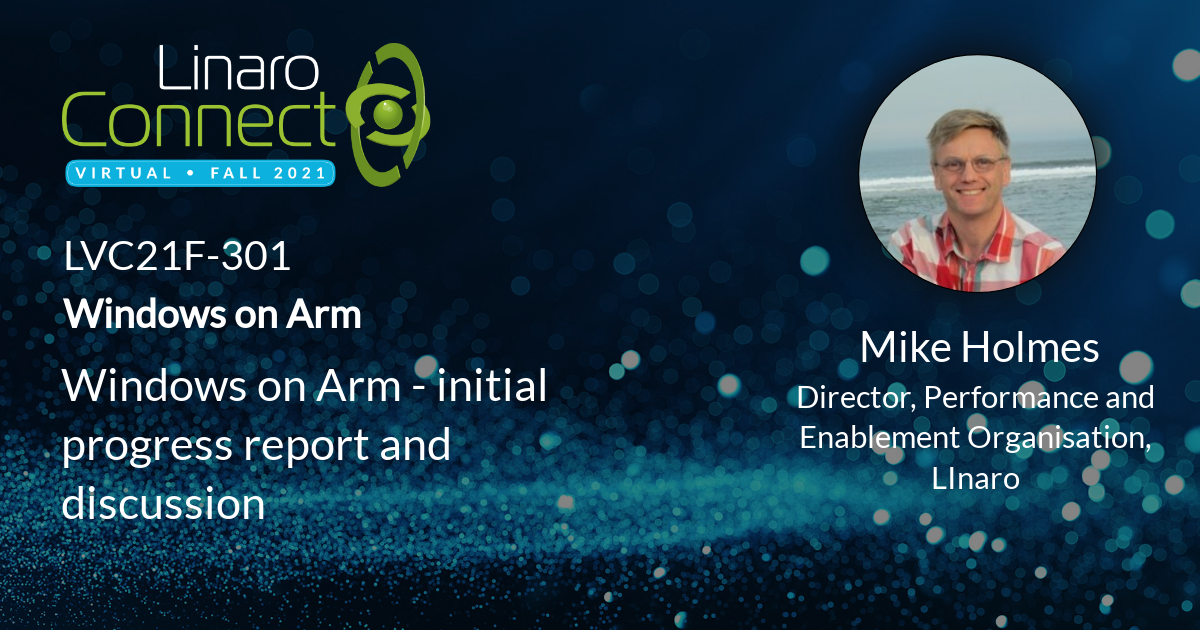 Linaro
Connect
VIRTUAL • FALL 2021
LVC21F-301
Windows on Arm
Windows on Arm - initial
progress report and
discussion
Mike Holmes
Director, Performance and
Enablement Organisation,
LInaro